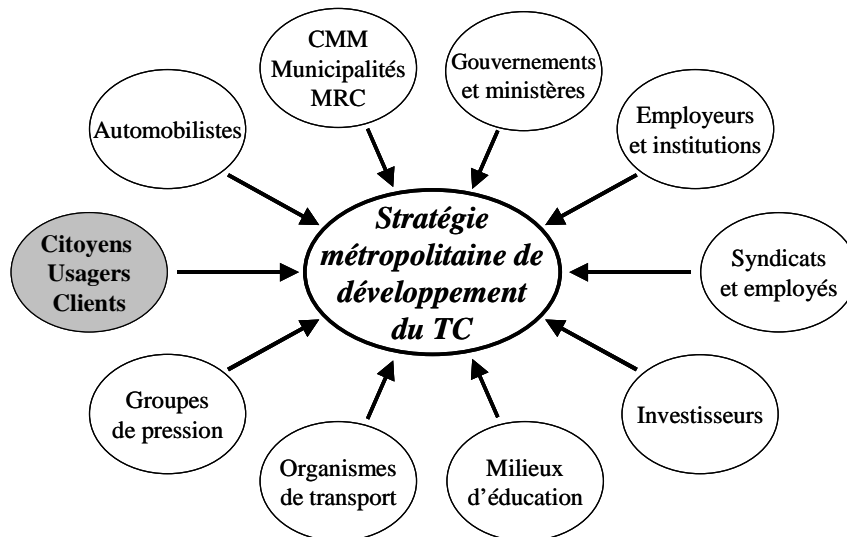 CMM
Municipalités
MRC
Gouvernements
et ministères
Automobilistes
Employeurs
et institutions
Stratégie
métropolitaine de
développement
du TC
Citoyens
Usagers
Clients
Syndicats
et employés
Groupes
de pression
Investisseurs
Organismes
de transport
Milieux
d'éducation